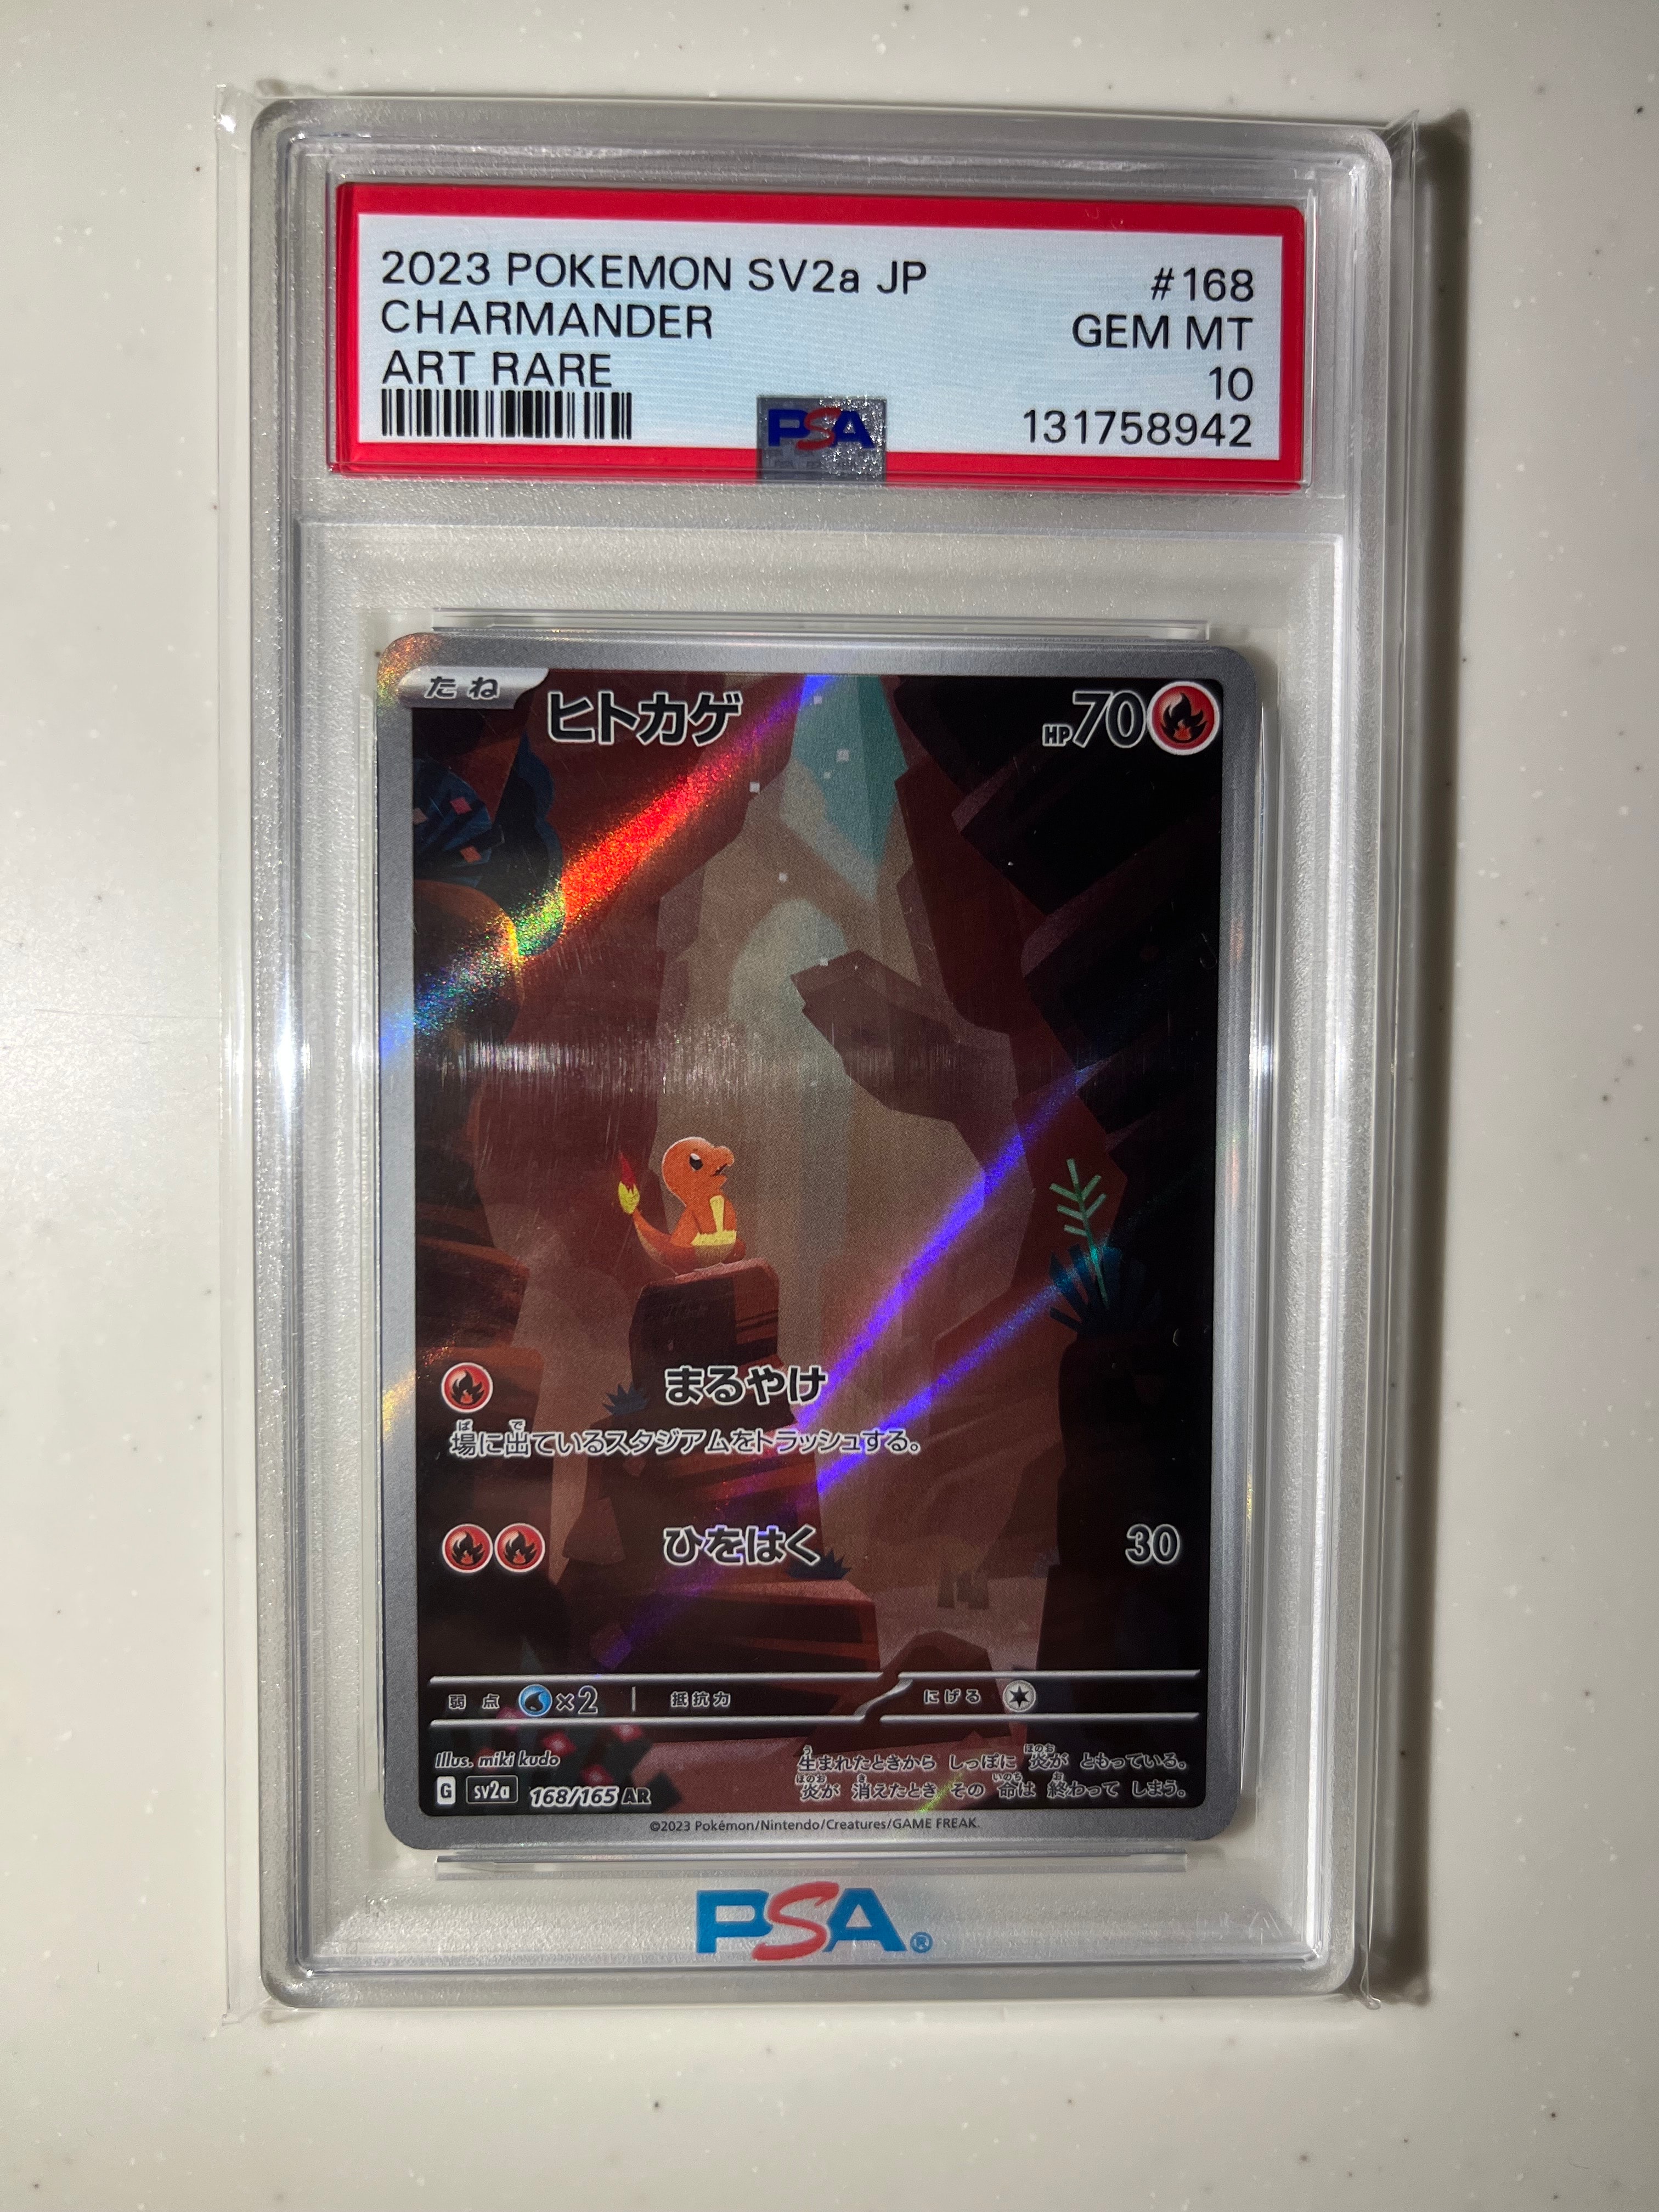 2023 POKEMON SV2a JP #168
CHARMANDER GEM MT
ART RARE 10
PSA 131758942
たね ヒトカゲ HP70
まるやけ
場に出ているスタジアムをトラッシュする。
ひをはく 30
弱点 ×2 抵抗力 にげる
Illus. miki kudo
生まれたときから しっぽに 炎が ともっている。
炎が 消えたとき その 命は 終わって しまう。
G sv2a 168/165 AR
©2023 Pokémon/Nintendo/Creatures/GAME FREAK.
PSA®